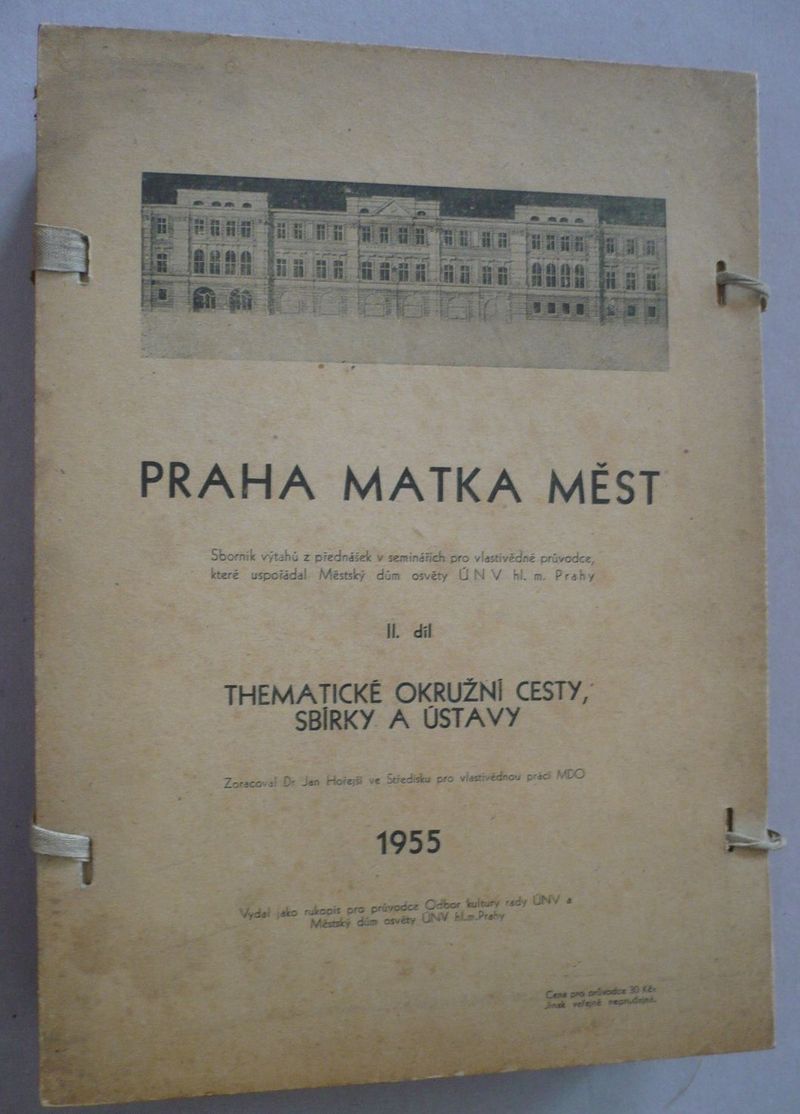 PRAHA MATKA MĚST
Sborník výtahů z přednášek v seminářích pro vlastivědné průvodce,
které uspořádal Městský dům osvěty ÚNV hl. m. Prahy
II. díl
THEMATICKÉ OKRUŽNÍ CESTY,
SBÍRKY A ÚSTAVY
Zpracoval Dr Jan Hořejší ve Středisku pro vlastivědnou práci MDO
1955
Vydal jako rukopis pro průvodce Odbor kultury rady ÚNV a
Městský dům osvěty ÚNV hl.m.Prahy
Cena pro průvodce 30 Kčs
Jinak veřejně neprodejné.